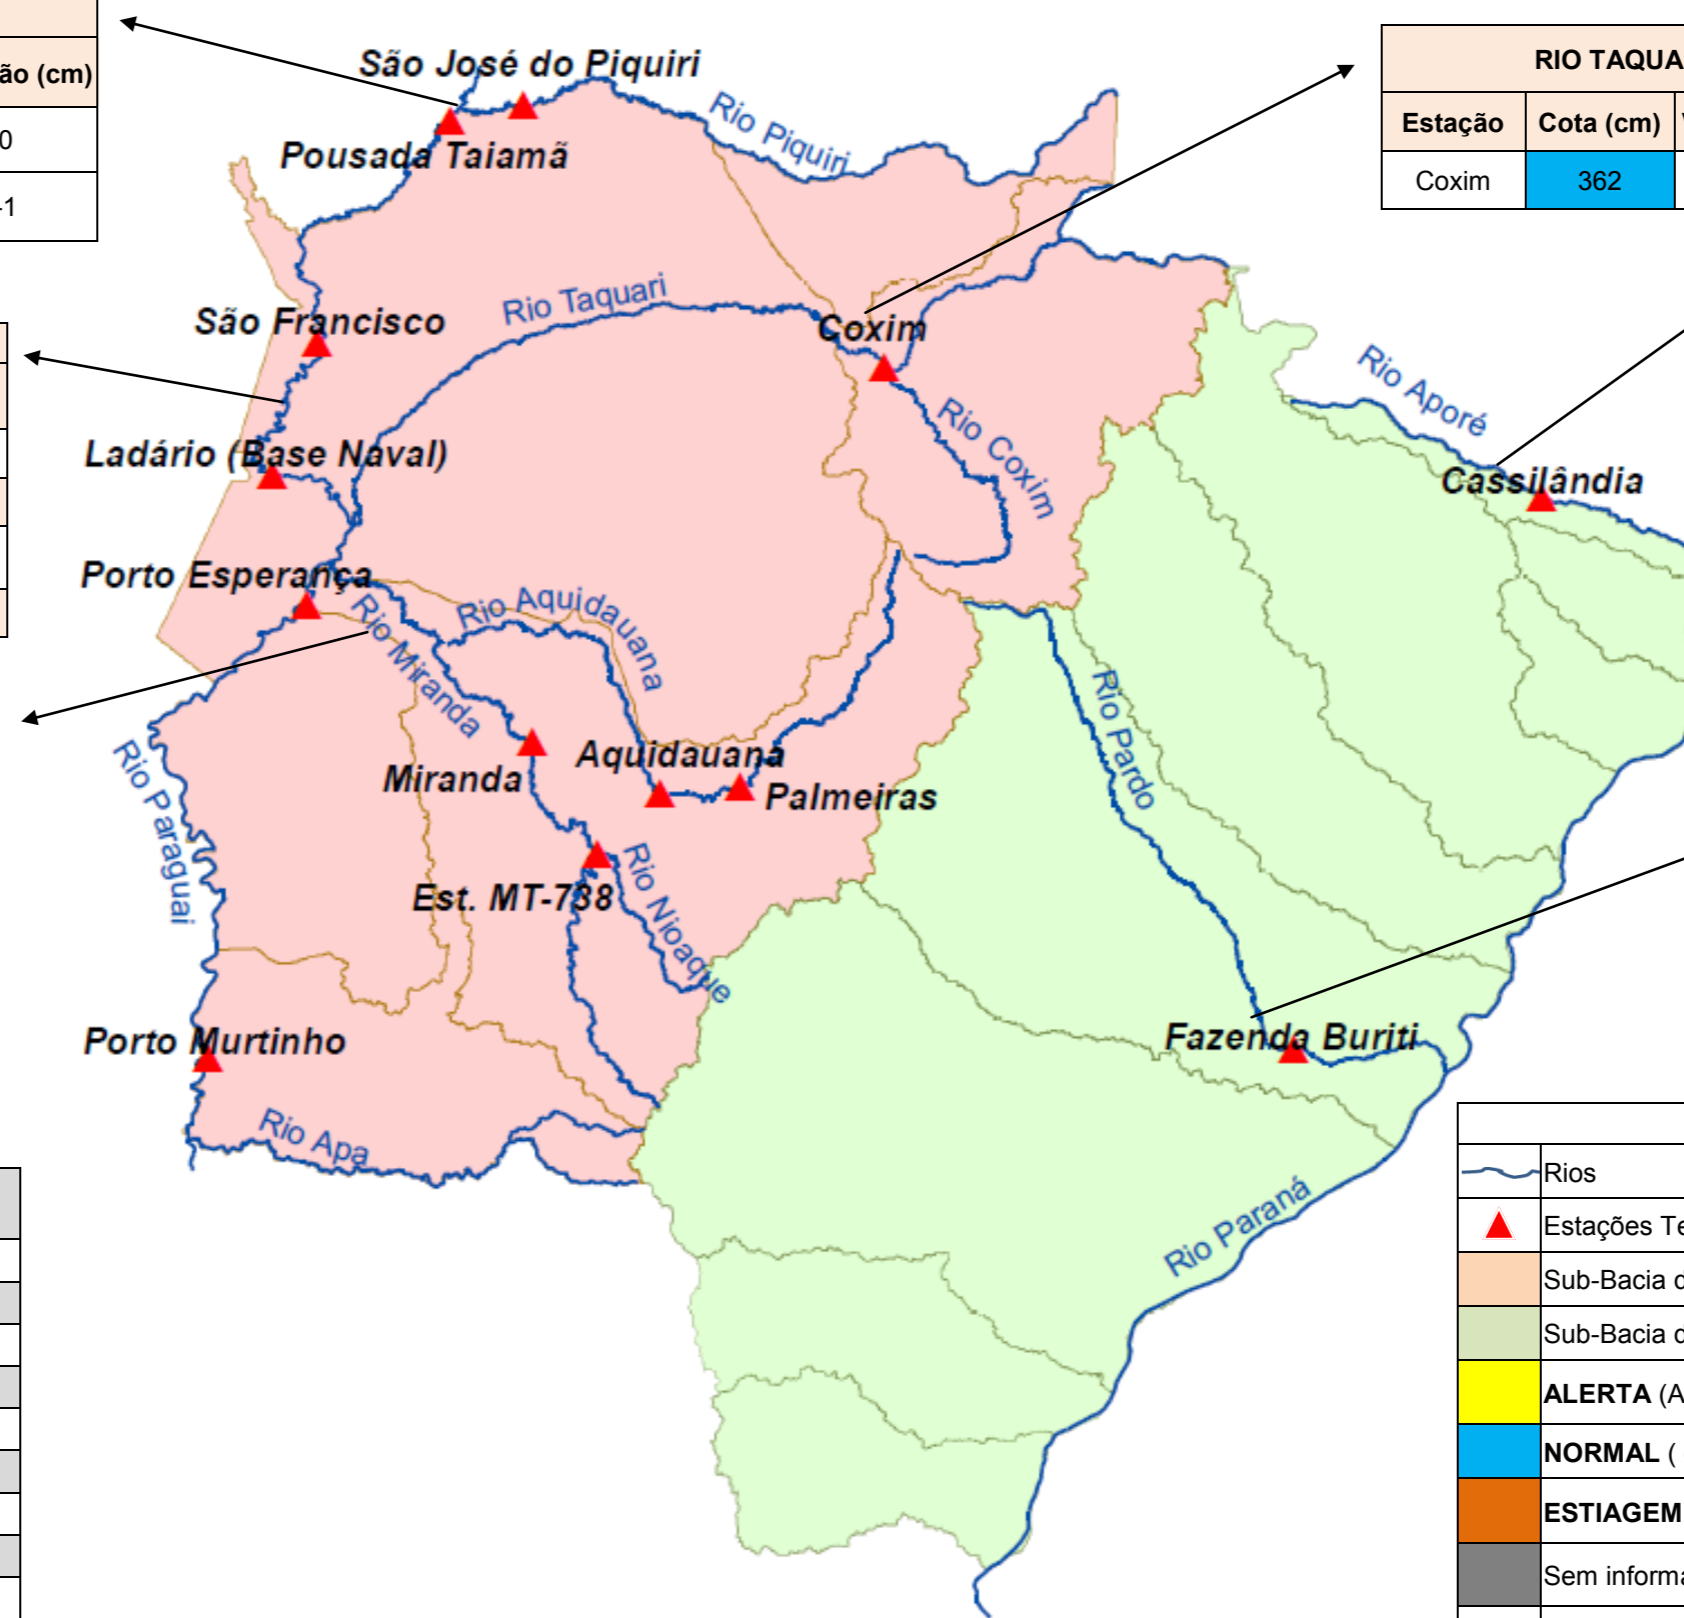 ão (cm)
0
-1
RIO TAQUA
Estação Cota (cm)
Coxim 362
São José do Piquiri
Pousada Taiamã
Rio Piquiri
São Francisco
Rio Taquari
Coxim
Rio Aporé
Ladário (Base Naval)
Rio Coxim
Cassilândia
Porto Esperança
Rio Aquidauana
Rio Miranda
Rio Pardo
Rio Paraguai
Miranda
Aquidauana
Palmeiras
Est. MT-738
Rio Nioaque
Porto Murtinho
Fazenda Buriti
Rio Apa
Rio Paraná
Rios
Estações Te
Sub-Bacia d
Sub-Bacia d
ALERTA (A
NORMAL (
ESTIAGEM
Sem informa